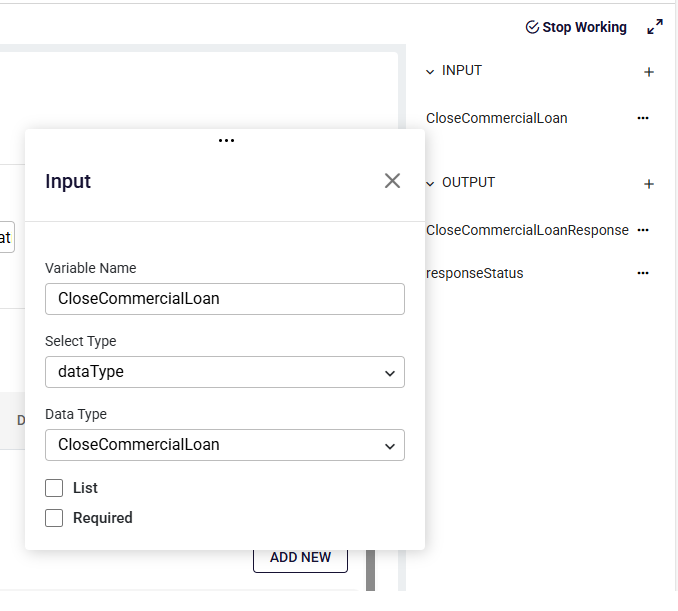 Stop Working
INPUT
CloseCommercialLoan
OUTPUT
CloseCommercialLoanResponse
responseStatus
Input
Variable Name
CloseCommercialLoan
Select Type
dataType
Data Type
CloseCommercialLoan
List
Required
at
D
ADD NEW